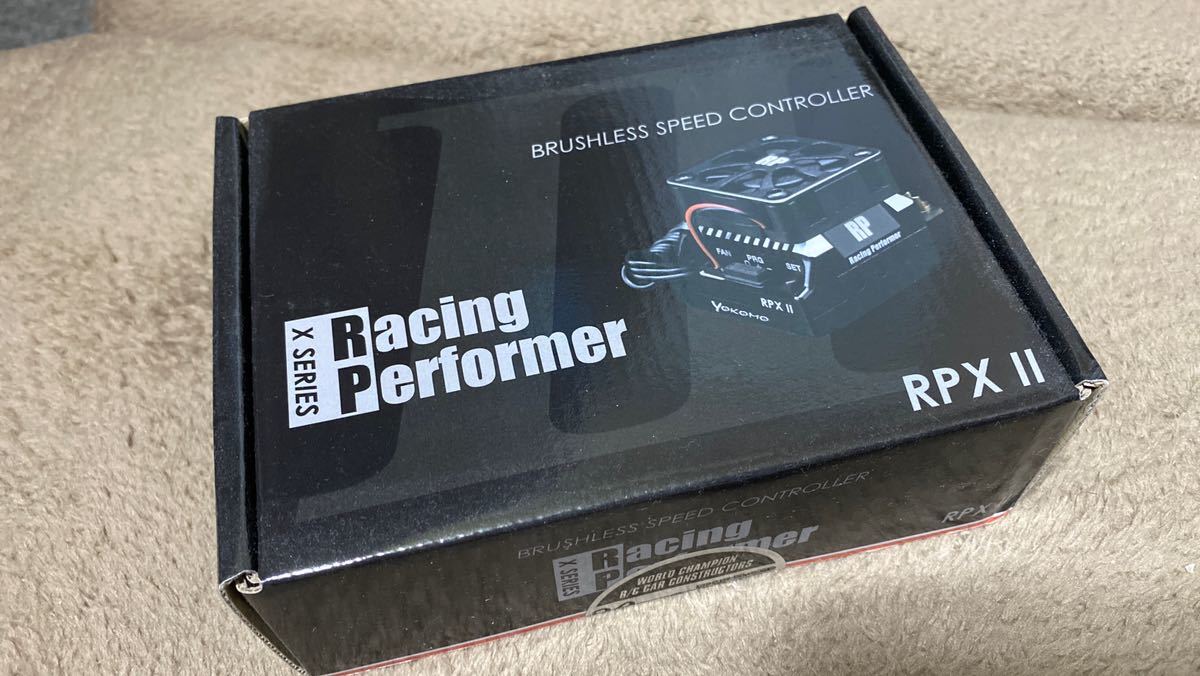 BRUSHLESS SPEED CONTROLLER
RP
RP
Racing Performer
FAN PRG SET
RPX II
YOKOMO
X SERIES
Racing
Performer
RPX II
BRUSHLESS SPEED CONTROLLER
X SERIES
Racing
Performer
RPX
WORLD CHAMPION
R/C CAR CONSTRUCTORS